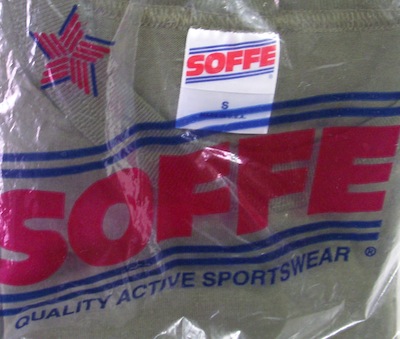 SOFFE
®
S
SOFFE
QUALITY ACTIVE SPORTSWEAR ®